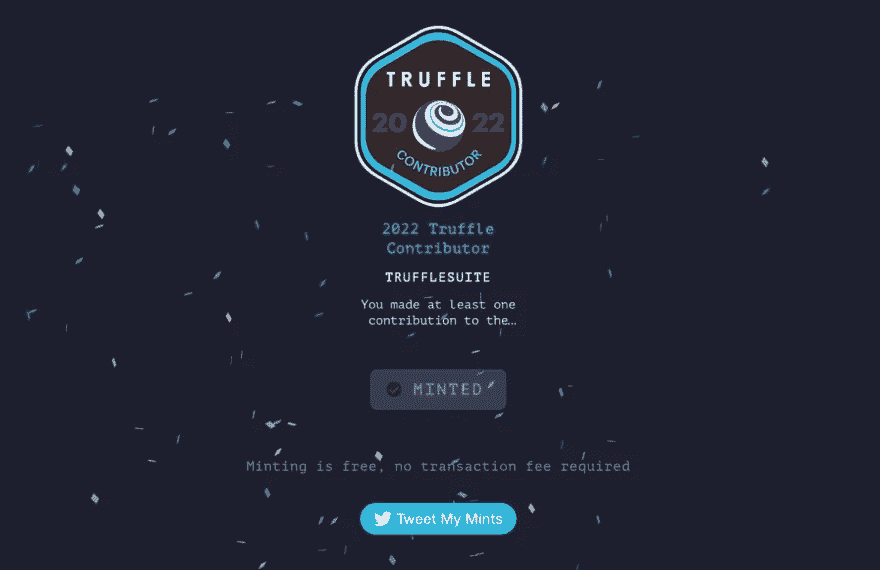 TRUFFLE
20 22
CONTRIBUTOR
2022 Truffle
Contributor
TRUFFLESUITE
You made at least one
contribution to the…
MINTED
Minting is free, no transaction fee required
Tweet My Mints